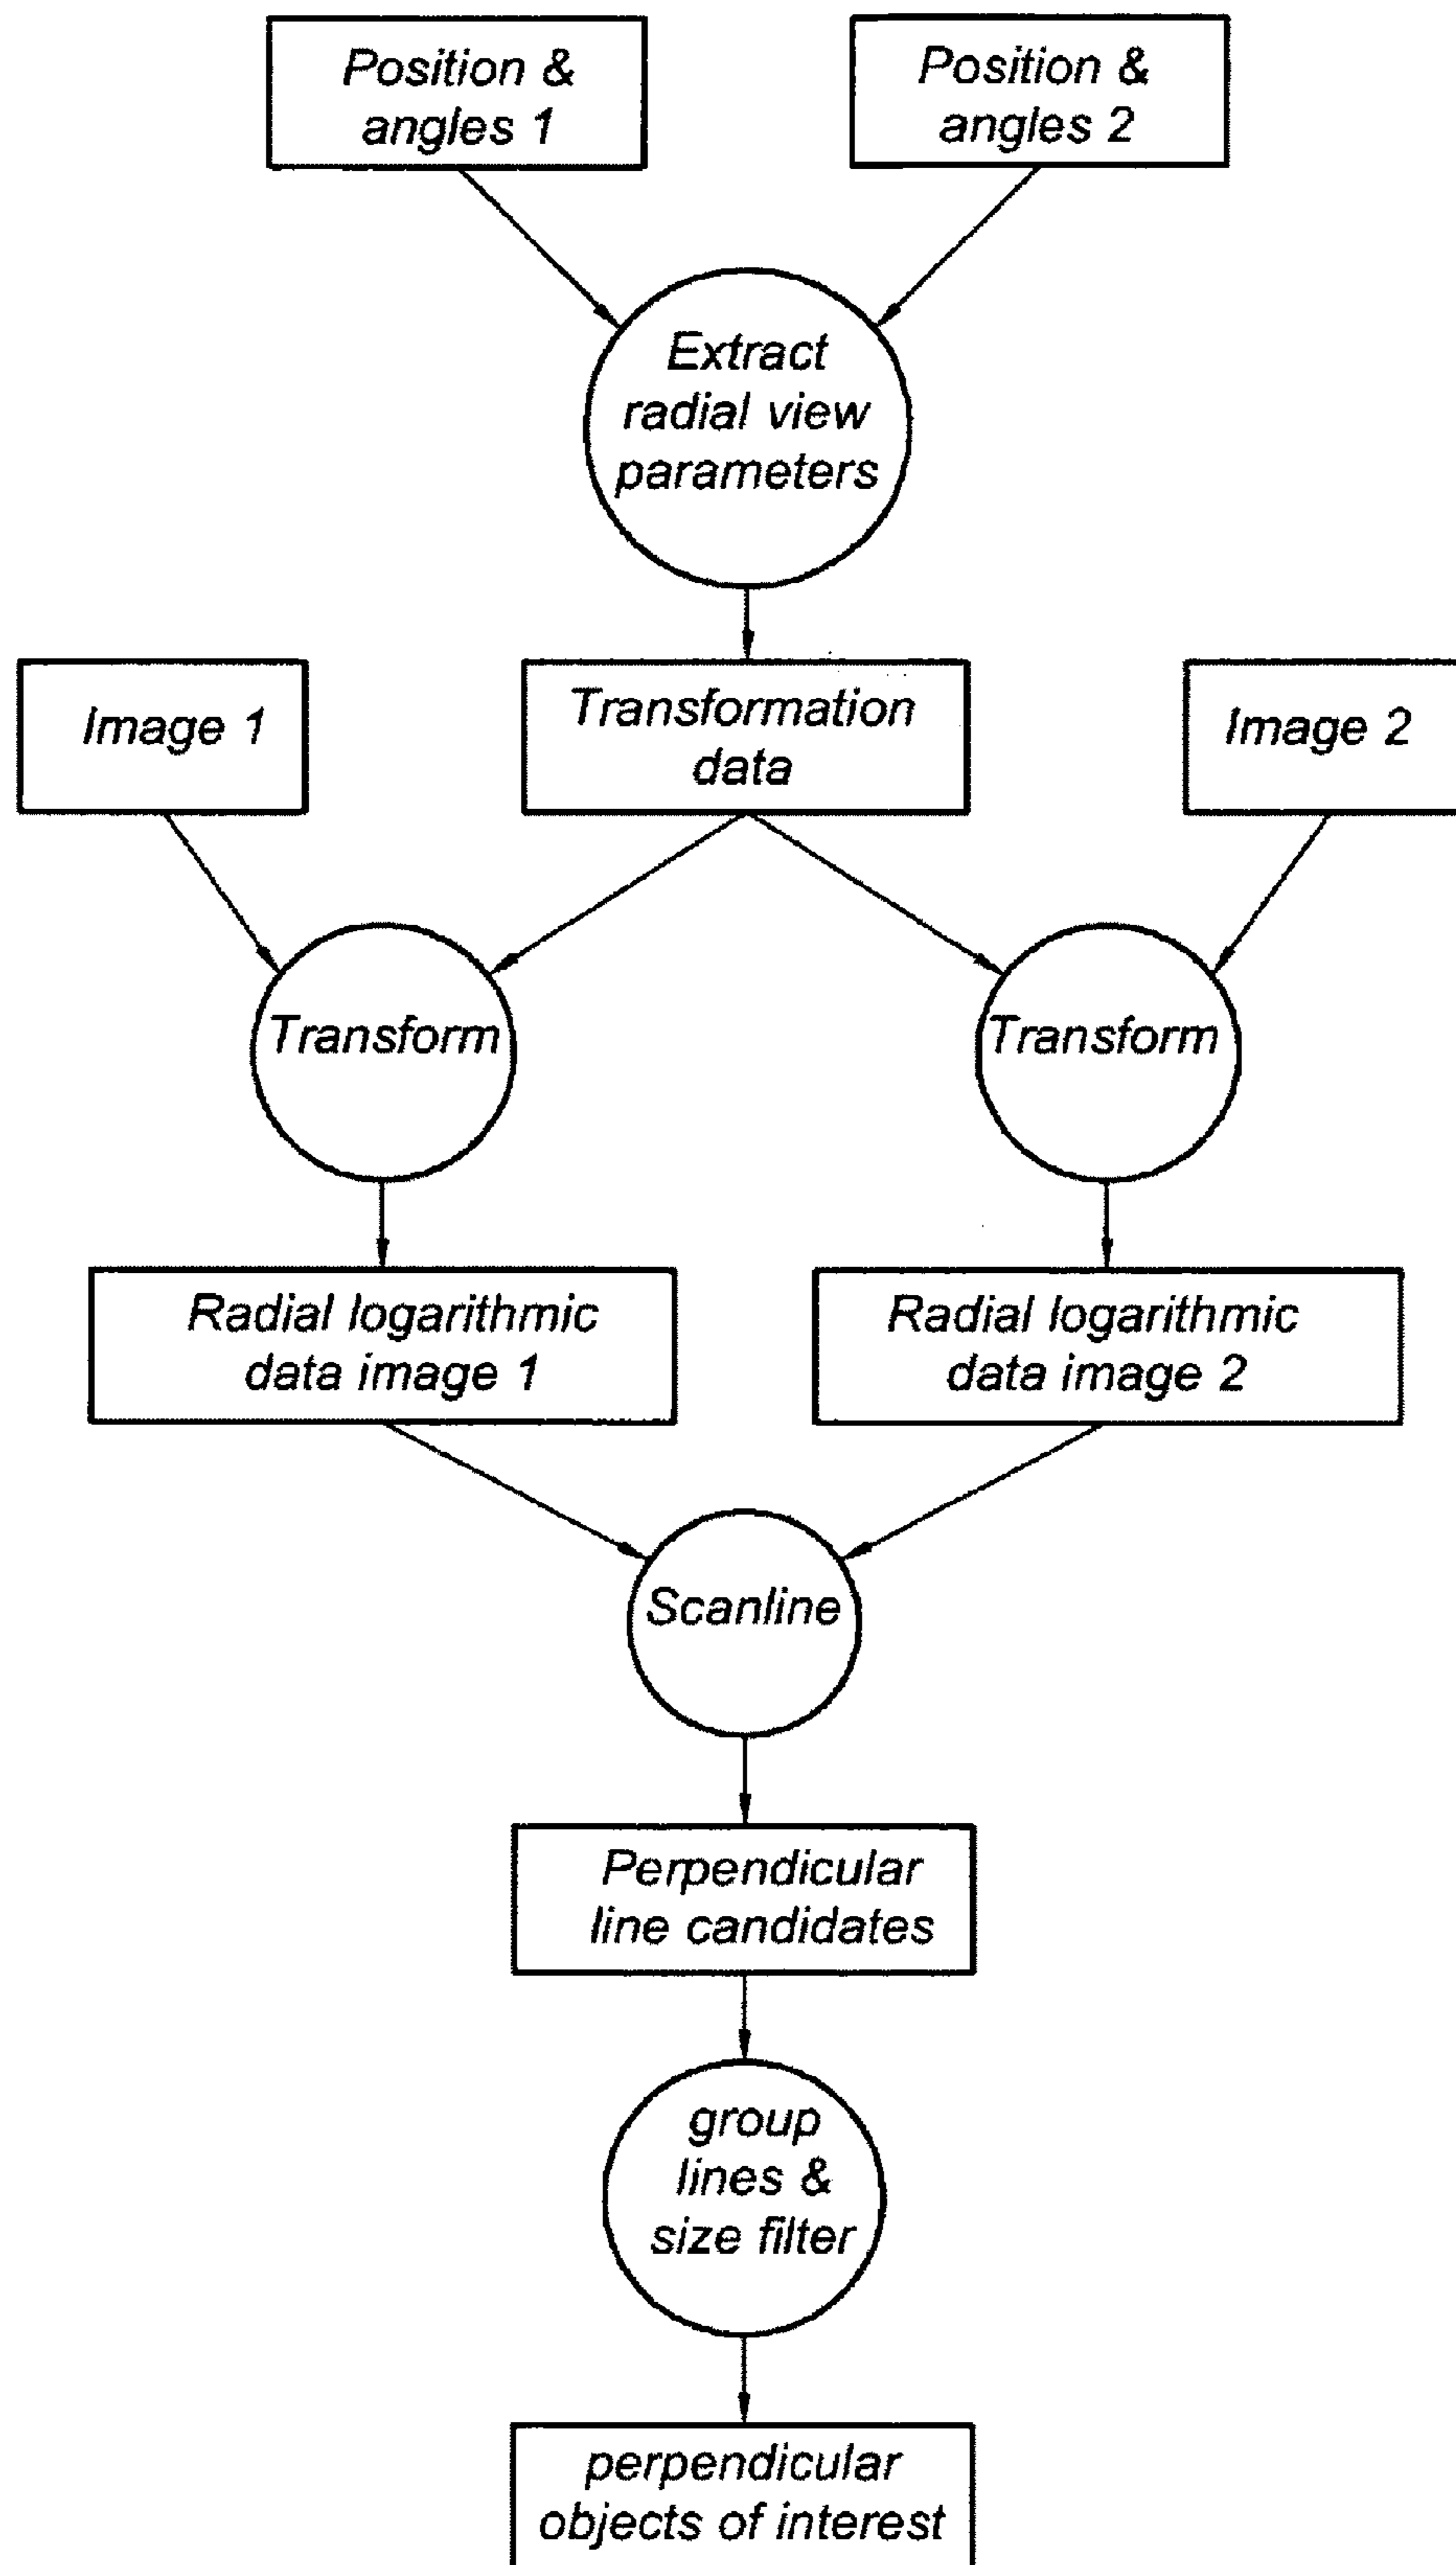 Position &
angles 1
Position &
angles 2
Extract
radial view
parameters
Image 1
Transformation
data
Image 2
Transform
Transform
Radial logarithmic
data image 1
Radial logarithmic
data image 2
Scanline
Perpendicular
line candidates
group
lines &
size filter
perpendicular
objects of interest